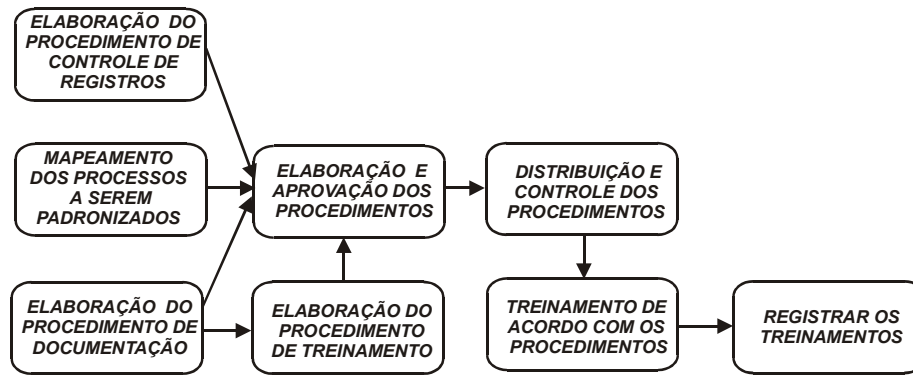 ELABORAÇÃO DO
PROCEDIMENTO DE
CONTROLE DE
REGISTROS
MAPEAMENTO
DOS PROCESSOS
A SEREM
PADRONIZADOS
ELABORAÇÃO E
APROVAÇÃO DOS
PROCEDIMENTOS
DISTRIBUIÇÃO E
CONTROLE DOS
PROCEDIMENTOS
ELABORAÇÃO DO
PROCEDIMENTO DE
DOCUMENTAÇÃO
ELABORAÇÃO DO
PROCEDIMENTO
DE TREINAMENTO
TREINAMENTO DE
ACORDO COM OS
PROCEDIMENTOS
REGISTRAR OS
TREINAMENTOS